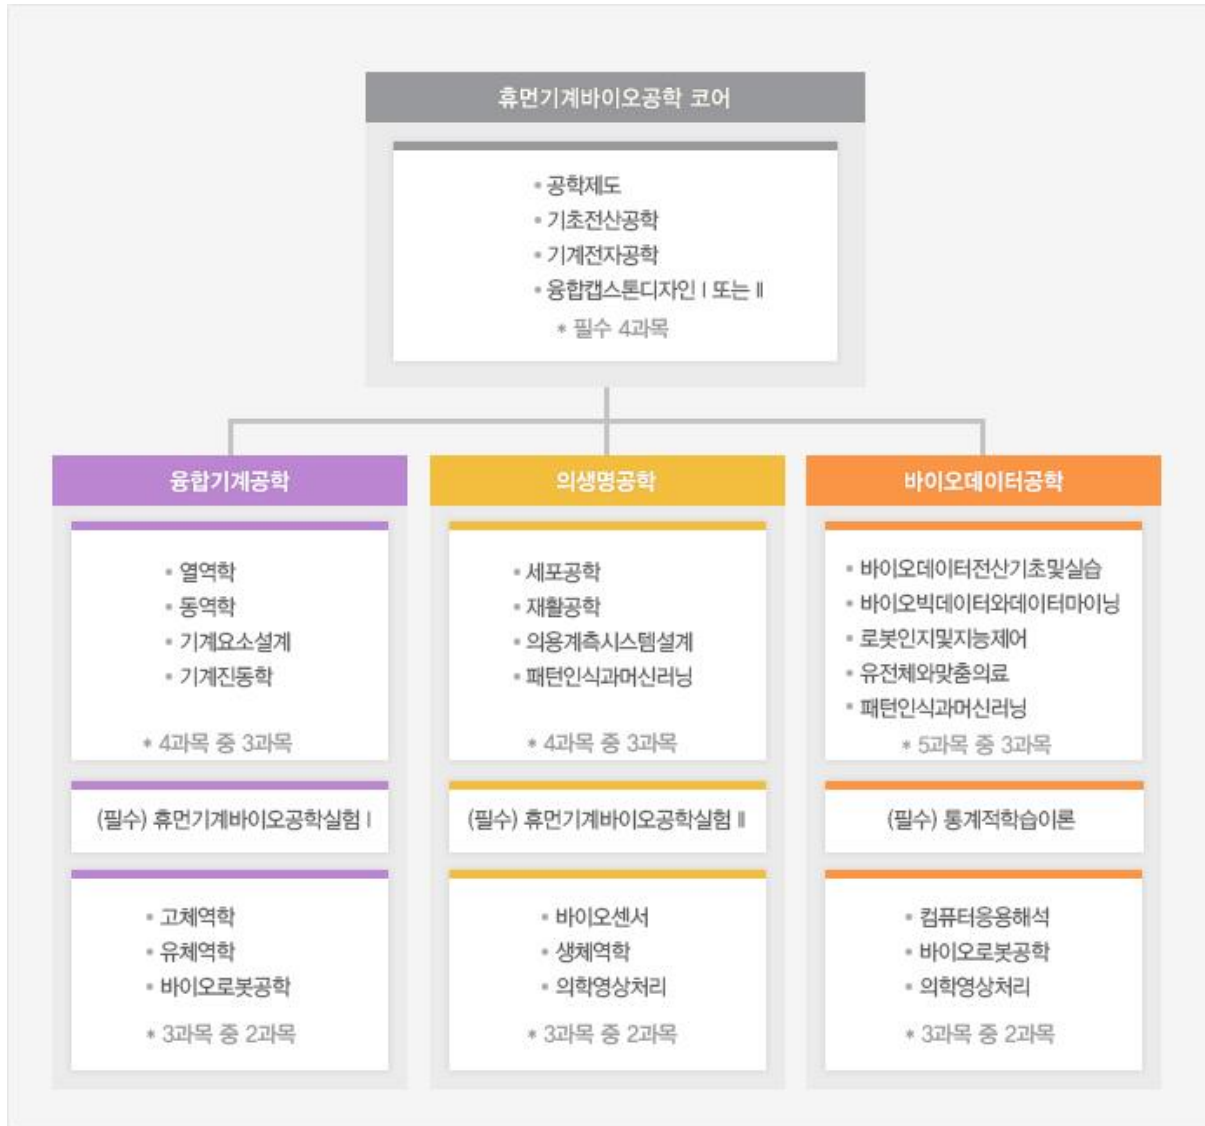 휴먼기계바이오공학 코어
• 공학제도
• 기초전산공학
• 기계전자공학
• 융합캡스톤디자인 I 또는 II
* 필수 4과목
융합기계공학
• 열역학
• 동역학
• 기계요소설계
• 기계진동학
* 4과목 중 3과목
(필수) 휴먼기계바이오공학실험 I
• 고체역학
• 유체역학
• 바이오로봇공학
* 3과목 중 2과목
의생명공학
• 세포공학
• 재활공학
• 의용계측시스템설계
• 패턴인식과머신러닝
* 4과목 중 3과목
(필수) 휴먼기계바이오공학실험 II
• 바이오센서
• 생체역학
• 의학영상처리
* 3과목 중 2과목
바이오데이터공학
• 바이오데이터전산기초및실습
• 바이오빅데이터와데이터마이닝
• 로봇인지및지능제어
• 유전체와맞춤의료
• 패턴인식과머신러닝
* 5과목 중 3과목
(필수) 통계적학습이론
• 컴퓨터응용해석
• 바이오로봇공학
• 의학영상처리
* 3과목 중 2과목